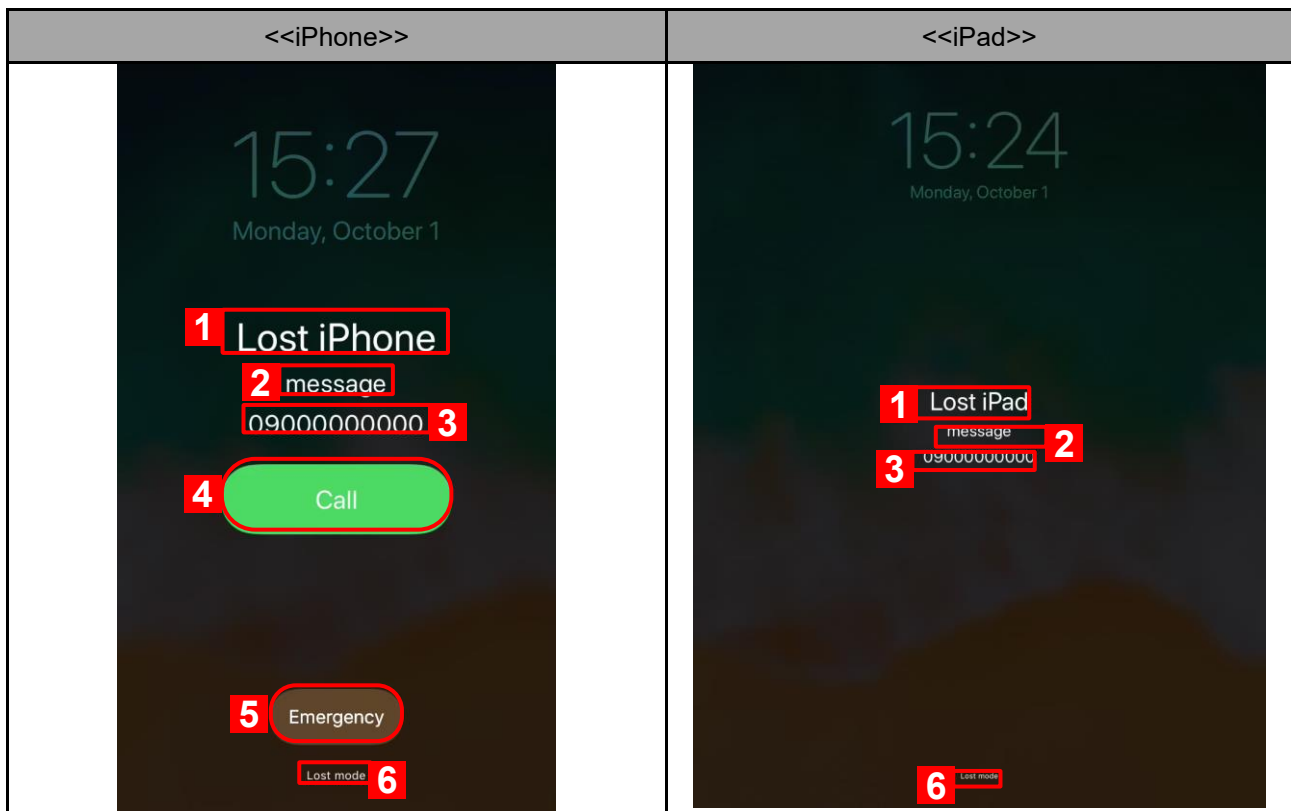 <<iPhone>>
15:27
Monday, October 1
1 Lost iPhone
2 message
09000000000 3
4 Call
5 Emergency
Lost mode 6
<<iPad>>
15:24
Monday, October 1
1 Lost iPad
message 2
3 09000000000
6 Lost mode